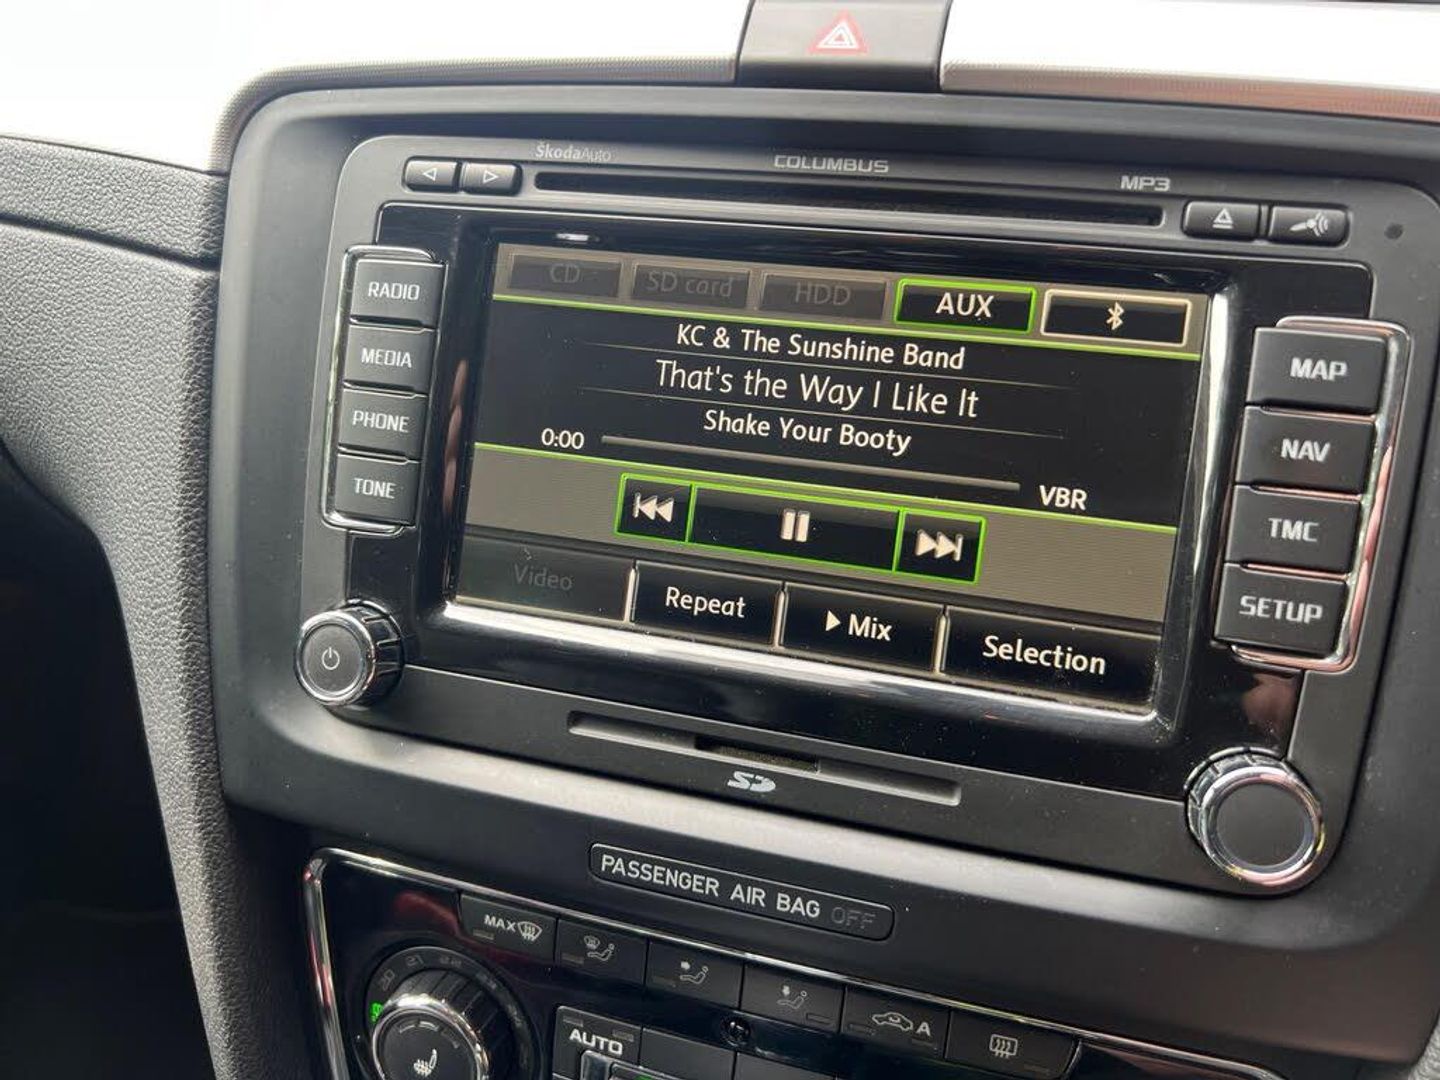 ŠkodaAuto
COLUMBUS
MP3
RADIO
MEDIA
PHONE
TONE
CD
SD card
HDD
AUX
KC & The Sunshine Band
That's the Way I Like It
Shake Your Booty
0:00
VBR
Video
Repeat
Mix
Selection
MAP
NAV
TMC
SETUP
SD
PASSENGER AIR BAG OFF
MAX
A
AUTO